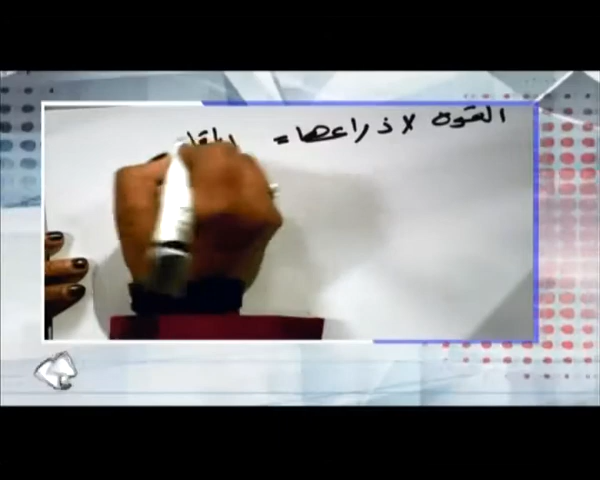 القوة × ذراعها =